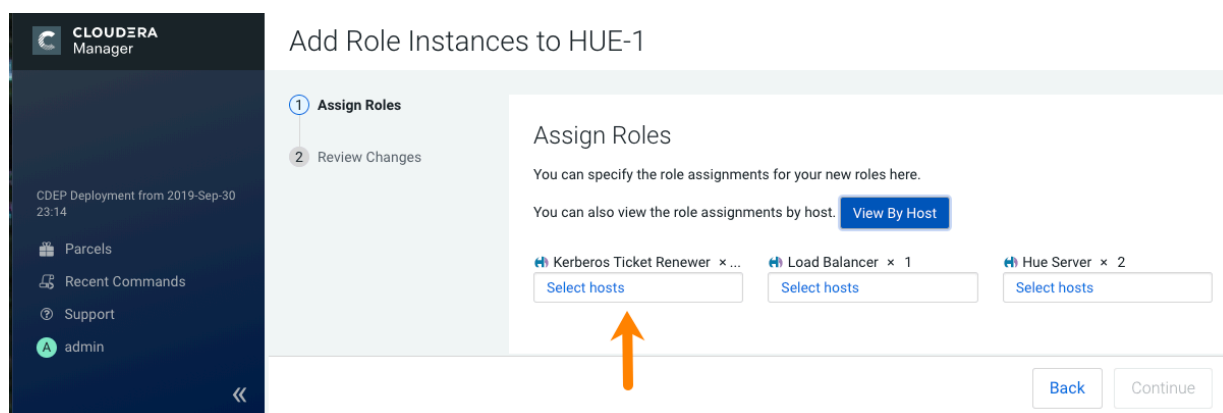 CLOUDERA
Manager
CDEP Deployment from 2019-Sep-30
23:14
Parcels
Recent Commands
Support
A admin
«
Add Role Instances to HUE-1
1 Assign Roles
2 Review Changes
Assign Roles
You can specify the role assignments for your new roles here.
You can also view the role assignments by host. View By Host
Kerberos Ticket Renewer × ... Load Balancer × 1 Hue Server × 2
Select hosts Select hosts Select hosts
Back Continue